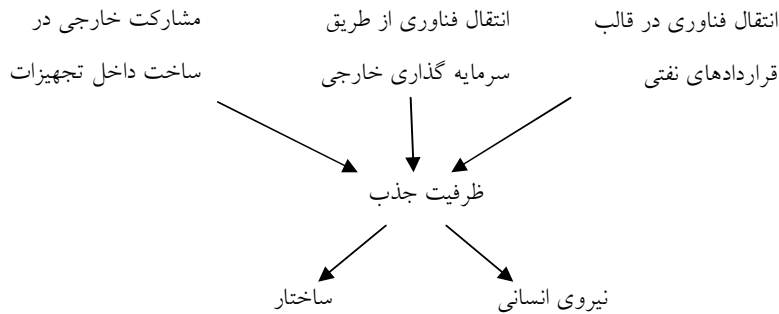 انتقال فناوری در قالب
قراردادهای نفتی
انتقال فناوری از طریق
سرمایه گذاری خارجی
مشارکت خارجی در
ساخت داخل تجهیزات
ظرفیت جذب
نیروی انسانی
ساختار